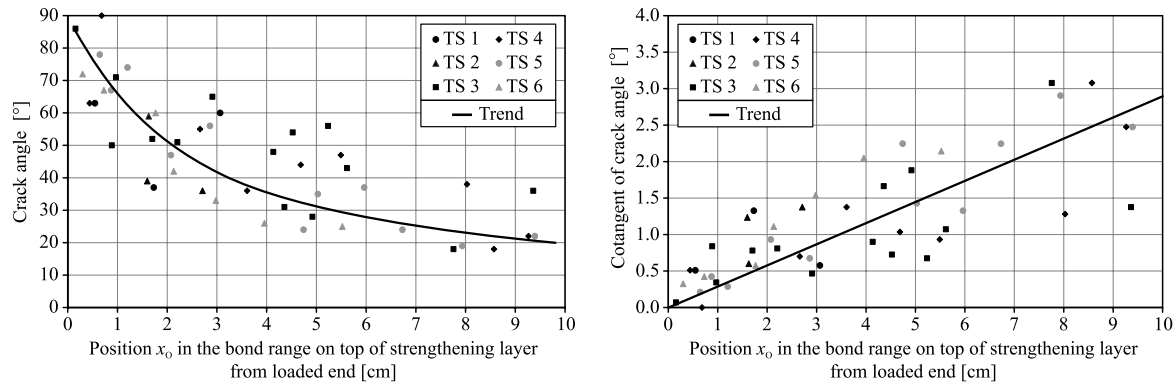 90
80
70
60
50
40
30
20
10
0
Crack angle [°]
0 1 2 3 4 5 6 7 8 9 10
Position xo in the bond range on top of strengthening layer
from loaded end [cm]
TS 1 TS 4
TS 2 TS 5
TS 3 TS 6
Trend
4.0
3.5
3.0
2.5
2.0
1.5
1.0
0.5
0.0
Cotangent of crack angle [°]
0 1 2 3 4 5 6 7 8 9 10
Position xo in the bond range on top of strengthening layer
from loaded end [cm]
TS 1 TS 4
TS 2 TS 5
TS 3 TS 6
Trend